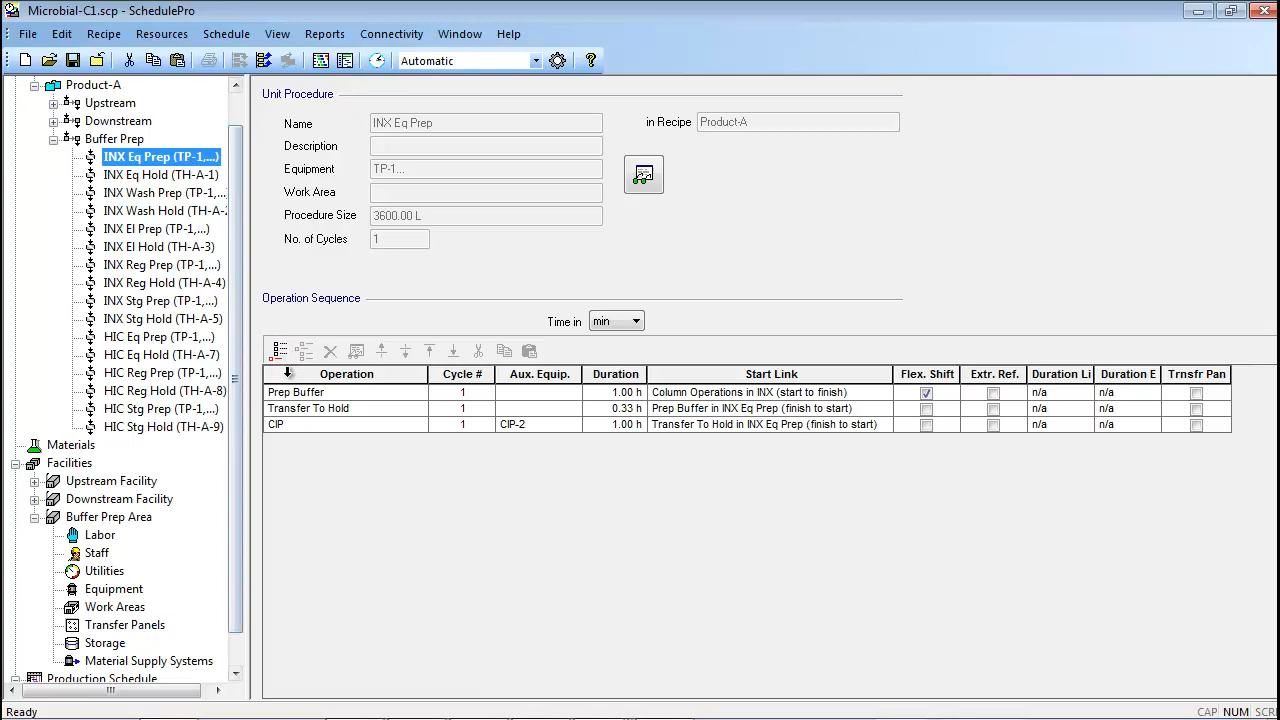 Microbial-C1.scp - SchedulePro
File Edit Recipe Resources Schedule View Reports Connectivity Window Help
Automatic
Product-A
Upstream
Downstream
Buffer Prep
INX Eq Prep (TP-1,...)
INX Eq Hold (TH-A-1)
INX Wash Prep (TP-1,...
INX Wash Hold (TH-A-2
INX El Prep (TP-1,...)
INX El Hold (TH-A-3)
INX Reg Prep (TP-1,...)
INX Reg Hold (TH-A-4)
INX Stg Prep (TP-1,...)
INX Stg Hold (TH-A-5)
HIC Eq Prep (TP-1,...)
HIC Eq Hold (TH-A-7)
HIC Reg Prep (TP-1,...)
HIC Reg Hold (TH-A-8)
HIC Stg Prep (TP-1,...)
HIC Stg Hold (TH-A-9)
Materials
Facilities
Upstream Facility
Downstream Facility
Buffer Prep Area
Labor
Staff
Utilities
Equipment
Work Areas
Transfer Panels
Storage
Material Supply Systems
Production Schedule
Unit Procedure
Name INX Eq Prep in Recipe Product-A
Description
Equipment TP-1...
Work Area
Procedure Size 3600.00 L
No. of Cycles 1
Operation Sequence
Time in min
Operation Cycle # Aux. Equip. Duration Start Link Flex. Shift Extr. Ref. Duration Li Duration E Trnsfr Pan
Prep Buffer 1 1.00 h Column Operations in INX (start to finish) n/a n/a
Transfer To Hold 1 0.33 h Prep Buffer in INX Eq Prep (finish to start) n/a n/a
CIP 1 CIP-2 1.00 h Transfer To Hold in INX Eq Prep (finish to start) n/a n/a
Ready CAP NUM SCRI